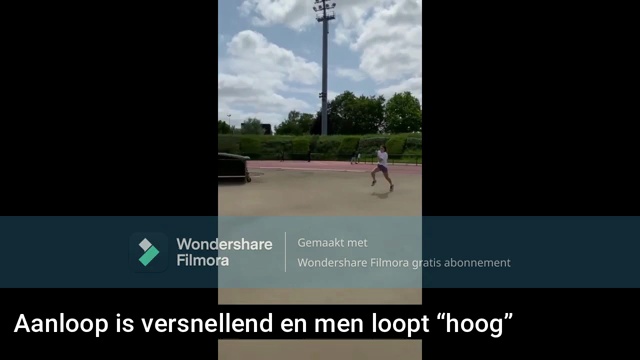 Wondershare
Filmora
Gemaakt met
Wondershare Filmora gratis abonnement
Aanloop is versnellend en men loopt “hoog”